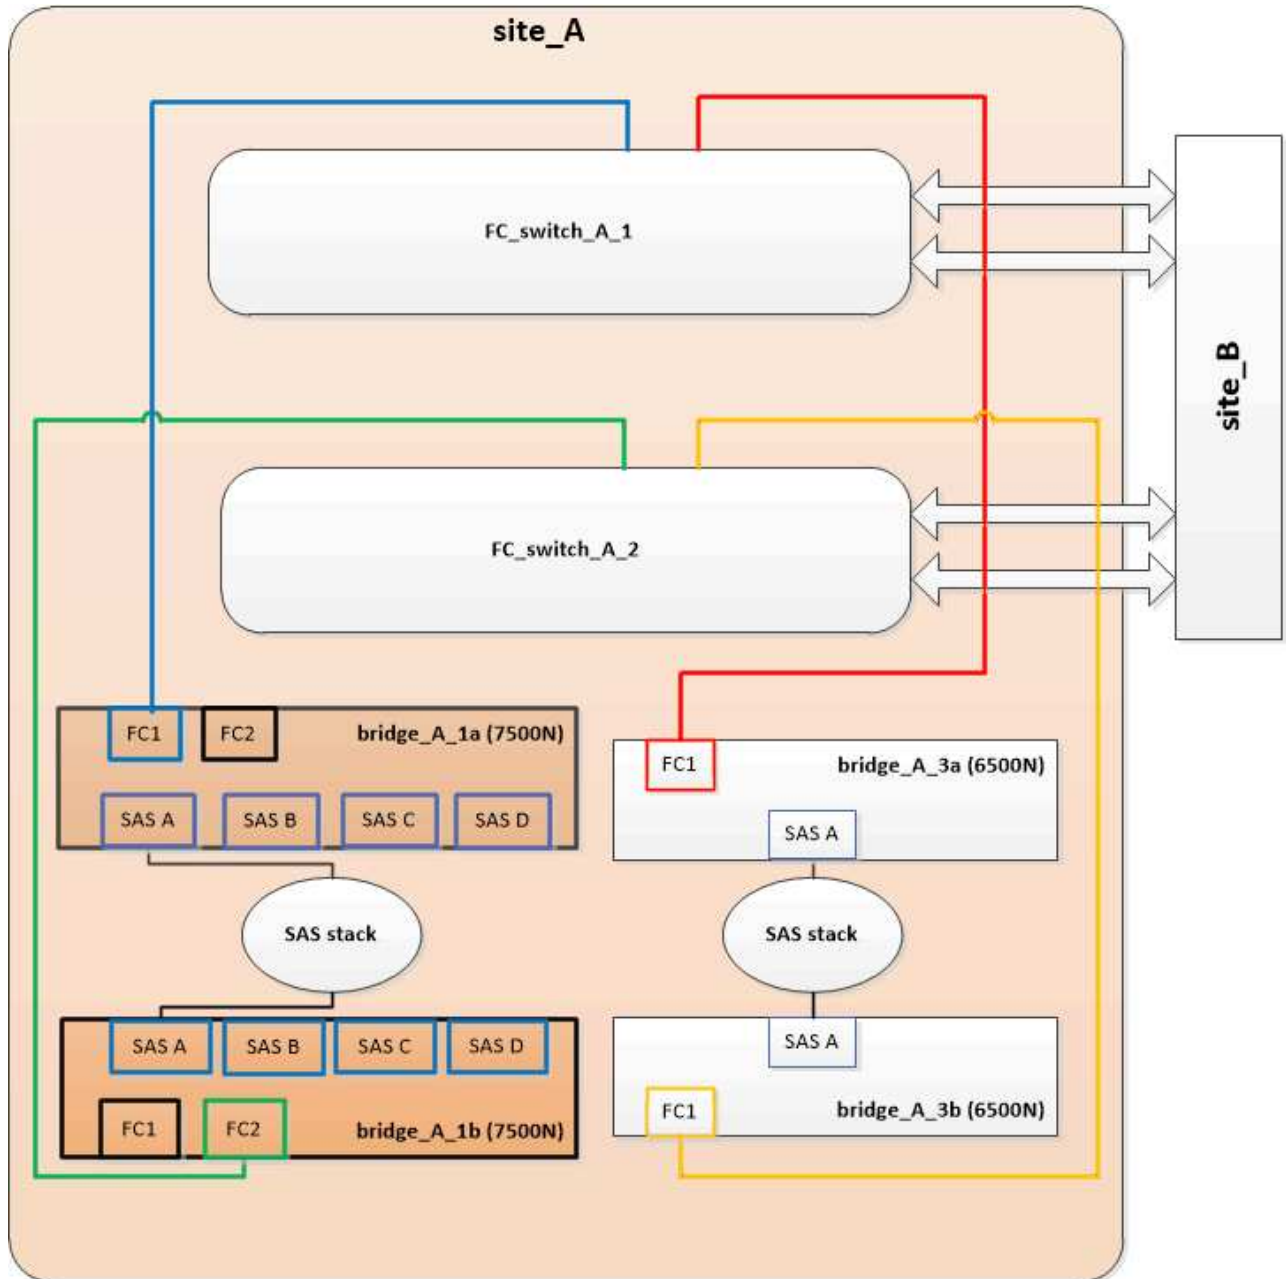 site_A
FC_switch_A_1
site_B
FC_switch_A_2
FC1
FC2
bridge_A_1a (7500N)
SAS A
SAS B
SAS C
SAS D
FC1
bridge_A_3a (6500N)
SAS A
SAS stack
SAS stack
SAS A
SAS B
SAS C
SAS D
FC1
FC2
bridge_A_1b (7500N)
SAS A
FC1
bridge_A_3b (6500N)